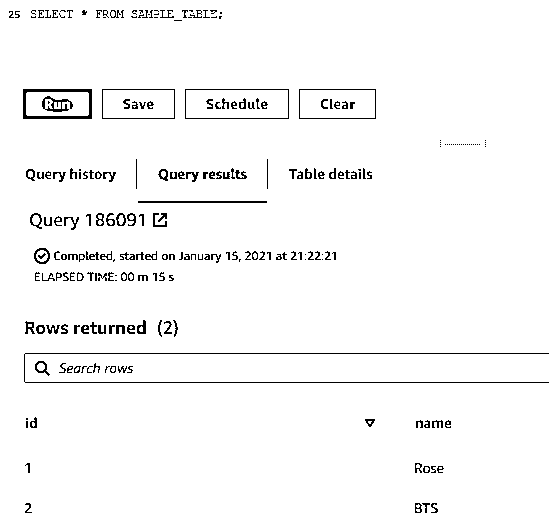 25 SELECT * FROM SAMPLE_TABLE;
Run Save Schedule Clear
Query history Query results Table details
Query 186091
Completed, started on January 15, 2021 at 21:22:21
ELAPSED TIME: 00 m 15 s
Rows returned (2)
Search rows
id name
1 Rose
2 BTS